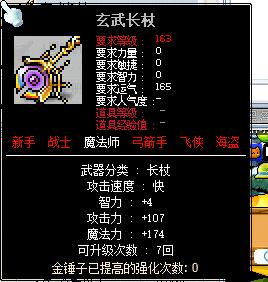 玄武长杖
要求等级： 163
要求力量： 0
要求敏捷： 0
要求智力： 0
要求运气： 165
要求人气度： -
道具等级： -
道具经验值： -
新手 战士 魔法师 弓箭手 飞侠 海盗
武器分类： 长杖
攻击速度： 快
智力： +4
攻击力： +107
魔法力： +174
可升级次数： 7回
金锤子已提高的强化次数: 0